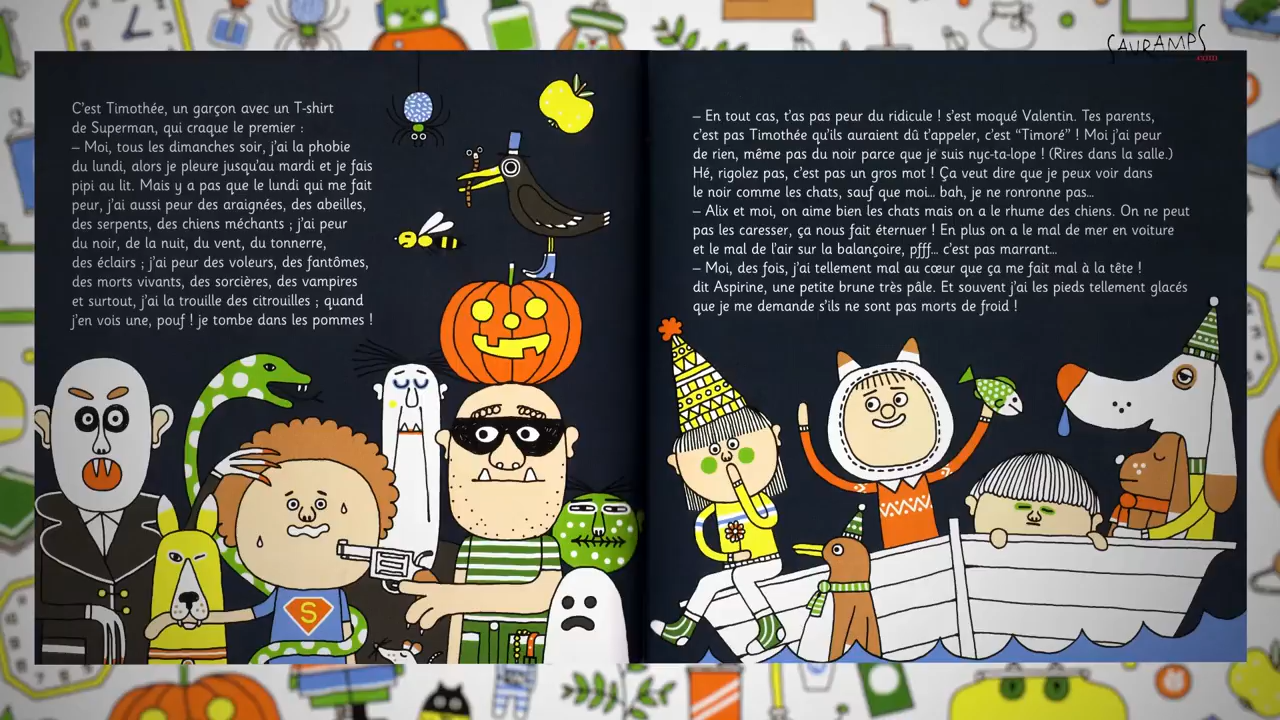 SAURAMPS
.com
C'est Timothée, un garçon avec un T-shirt
de Superman, qui craque le premier :
– Moi, tous les dimanches soir, j'ai la phobie
du lundi, alors je pleure jusqu'au mardi et je fais
pipi au lit. Mais y a pas que le lundi qui me fait
peur, j'ai aussi peur des araignées, des abeilles,
des serpents, des chiens méchants ; j'ai peur
du noir, de la nuit, du vent, du tonnerre,
des éclairs ; j'ai peur des voleurs, des fantômes,
des morts vivants, des sorcières, des vampires
et surtout, j'ai la trouille des citrouilles ; quand
j'en vois une, pouf ! je tombe dans les pommes !
S
– En tout cas, t'as pas peur du ridicule ! s'est moqué Valentin. Tes parents,
c'est pas Timothée qu'ils auraient dû t'appeler, c'est “Timoré” ! Moi j'ai peur
de rien, même pas du noir parce que je suis nyc-ta-lope ! (Rires dans la salle.)
Hé, rigolez pas, c'est pas un gros mot ! Ça veut dire que je peux voir dans
le noir comme les chats, sauf que moi... bah, je ne ronronne pas...
– Alix et moi, on aime bien les chats mais on a le rhume des chiens. On ne peut
pas les caresser, ça nous fait éternuer ! En plus on a le mal de mer en voiture
et le mal de l'air sur la balançoire, pfff... c'est pas marrant...
– Moi, des fois, j'ai tellement mal au cœur que ça me fait mal à la tête !
dit Aspirine, une petite brune très pâle. Et souvent j'ai les pieds tellement glacés
que je me demande s'ils ne sont pas morts de froid !